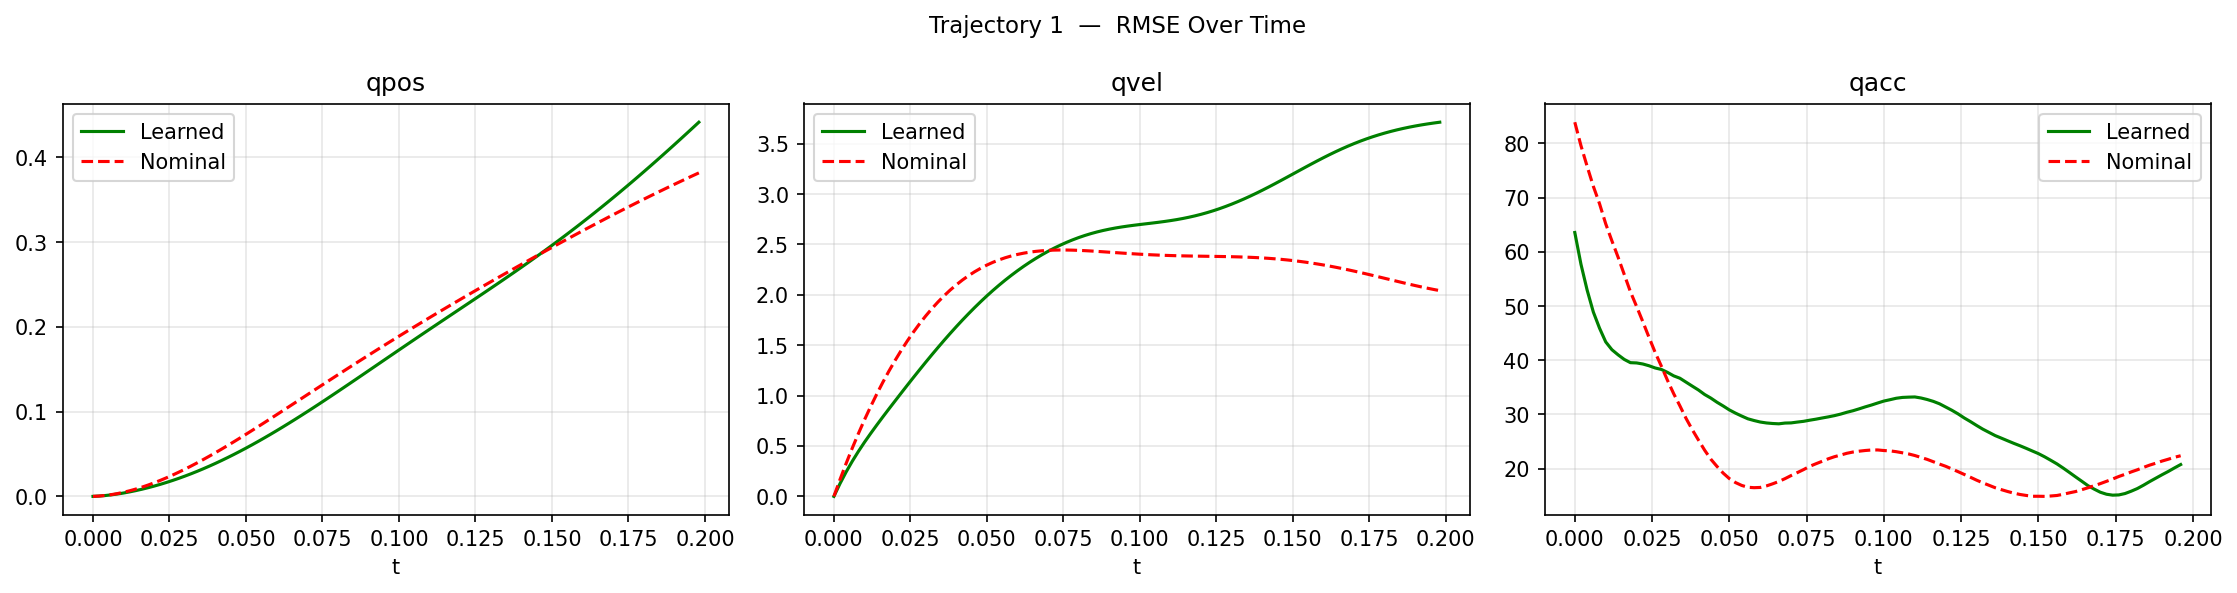 Trajectory 1 — RMSE Over Time
qpos
Learned
Nominal
0.4
0.3
0.2
0.1
0.0
0.000 0.025 0.050 0.075 0.100 0.125 0.150 0.175 0.200
t
qvel
Learned
Nominal
3.5
3.0
2.5
2.0
1.5
1.0
0.5
0.0
0.000 0.025 0.050 0.075 0.100 0.125 0.150 0.175 0.200
t
qacc
Learned
Nominal
80
70
60
50
40
30
20
0.000 0.025 0.050 0.075 0.100 0.125 0.150 0.175 0.200
t